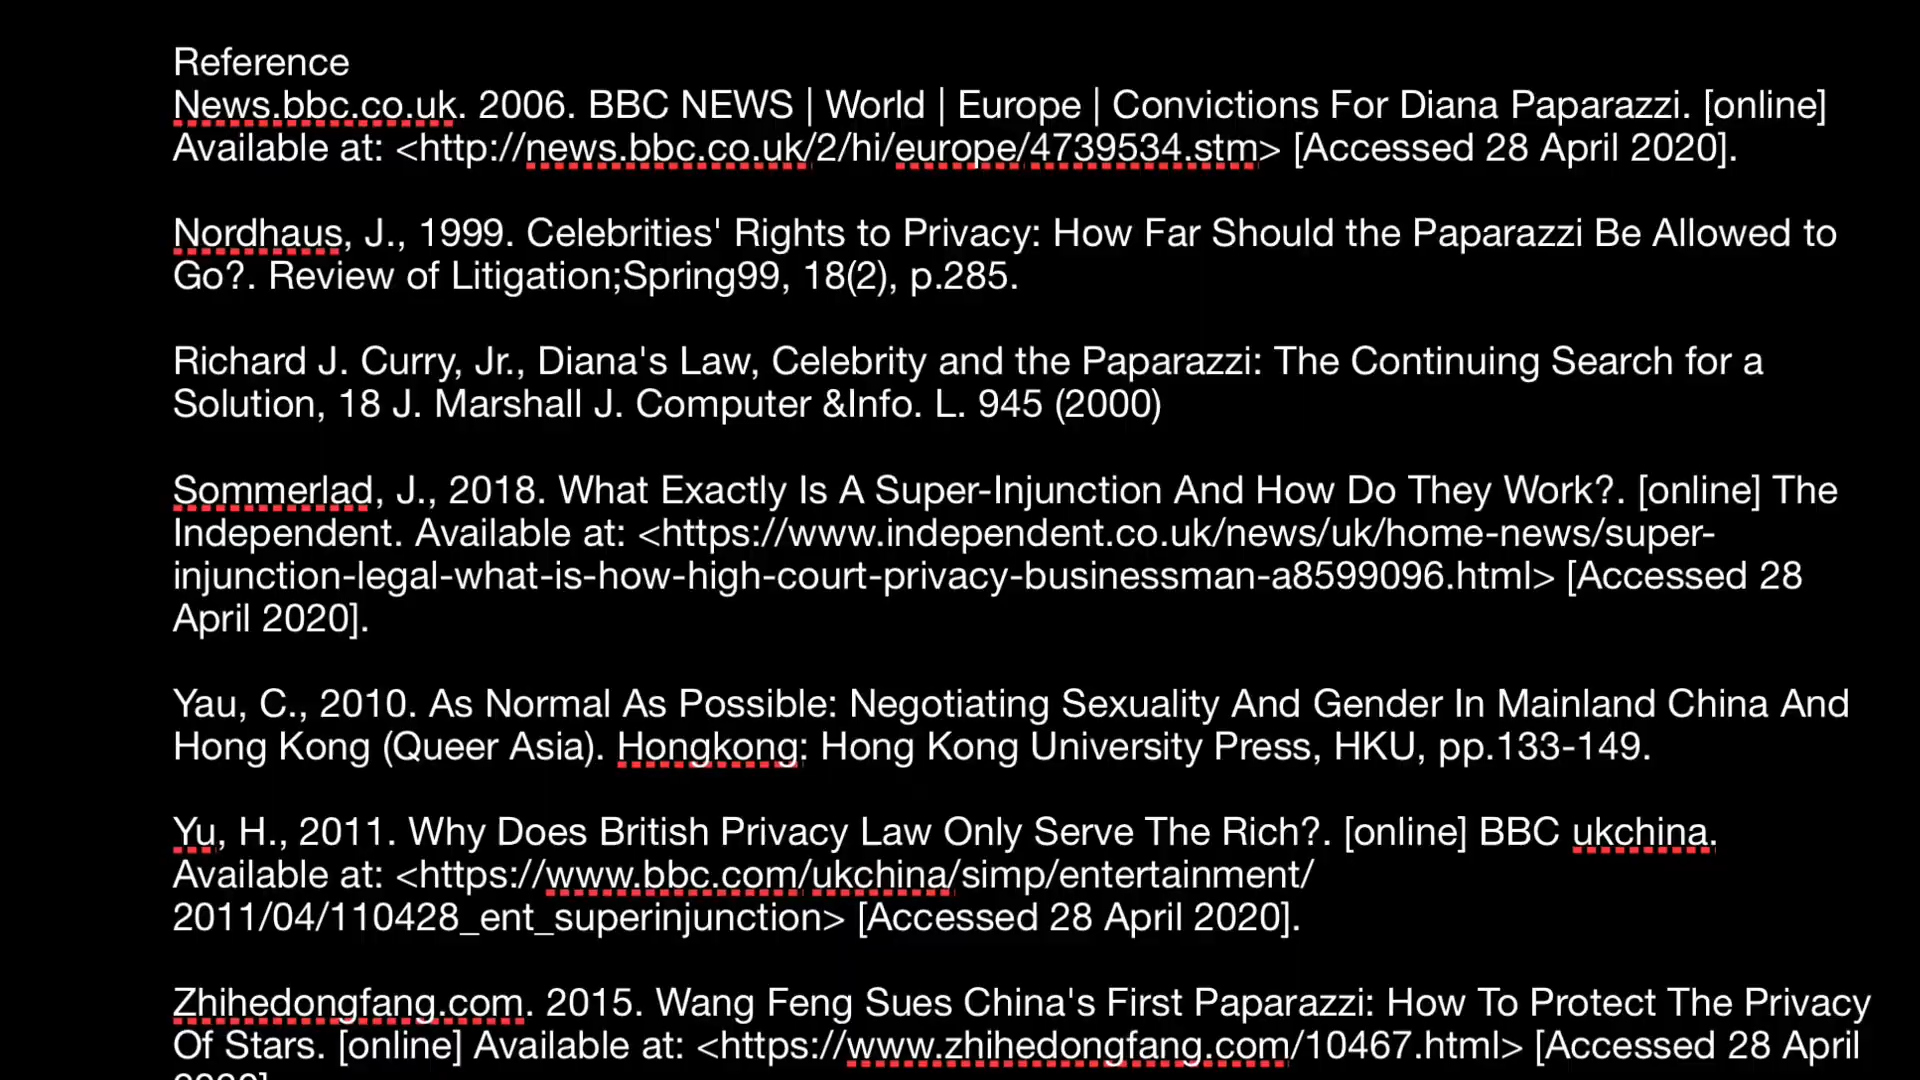 Reference
News.bbc.co.uk. 2006. BBC NEWS | World | Europe | Convictions For Diana Paparazzi. [online]
Available at: <http://news.bbc.co.uk/2/hi/europe/4739534.stm> [Accessed 28 April 2020].
Nordhaus, J., 1999. Celebrities' Rights to Privacy: How Far Should the Paparazzi Be Allowed to
Go?. Review of Litigation;Spring99, 18(2), p.285.
Richard J. Curry, Jr., Diana's Law, Celebrity and the Paparazzi: The Continuing Search for a
Solution, 18 J. Marshall J. Computer &Info. L. 945 (2000)
Sommerlad, J., 2018. What Exactly Is A Super-Injunction And How Do They Work?. [online] The
Independent. Available at: <https://www.independent.co.uk/news/uk/home-news/super-
injunction-legal-what-is-how-high-court-privacy-businessman-a8599096.html> [Accessed 28
April 2020].
Yau, C., 2010. As Normal As Possible: Negotiating Sexuality And Gender In Mainland China And
Hong Kong (Queer Asia). Hongkong: Hong Kong University Press, HKU, pp.133-149.
Yu, H., 2011. Why Does British Privacy Law Only Serve The Rich?. [online] BBC ukchina.
Available at: <https://www.bbc.com/ukchina/simp/entertainment/
2011/04/110428_ent_superinjunction> [Accessed 28 April 2020].
Zhihedongfang.com. 2015. Wang Feng Sues China's First Paparazzi: How To Protect The Privacy
Of Stars. [online] Available at: <https://www.zhihedongfang.com/10467.html> [Accessed 28 April